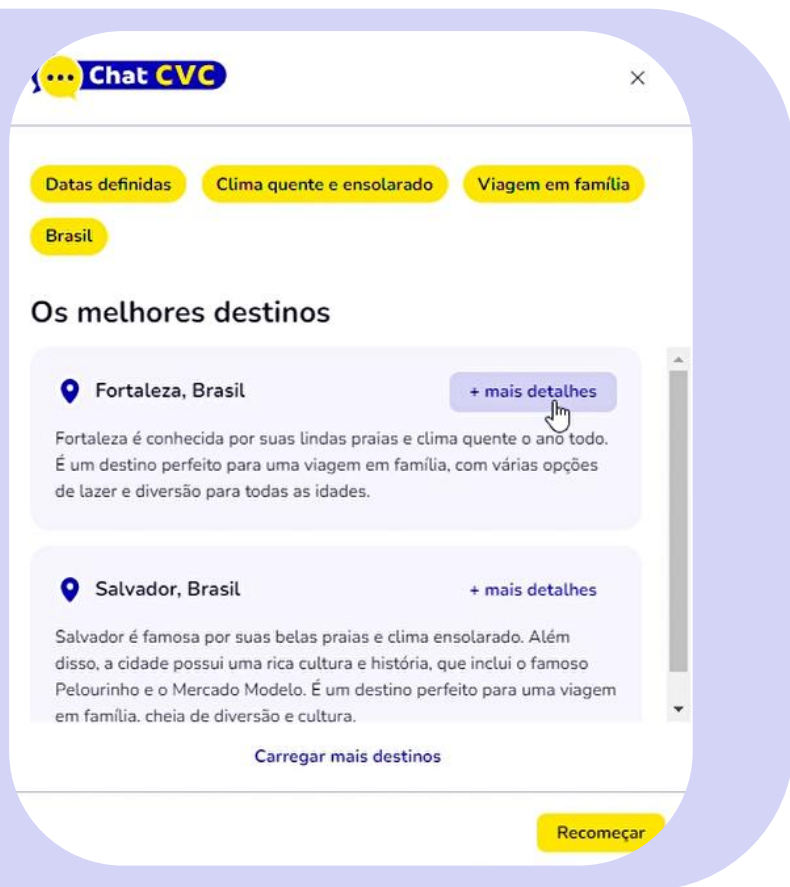 Chat CVC
Datas definidas Clima quente e ensolarado Viagem em família
Brasil
Os melhores destinos
Fortaleza, Brasil + mais detalhes
Fortaleza é conhecida por suas lindas praias e clima quente o ano todo.
É um destino perfeito para uma viagem em família, com várias opções
de lazer e diversão para todas as idades.
Salvador, Brasil + mais detalhes
Salvador é famosa por suas belas praias e clima ensolarado. Além
disso, a cidade possui uma rica cultura e história, que inclui o famoso
Pelourinho e o Mercado Modelo. É um destino perfeito para uma viagem
em família, cheia de diversão e cultura.
Carregar mais destinos
Recomeçar